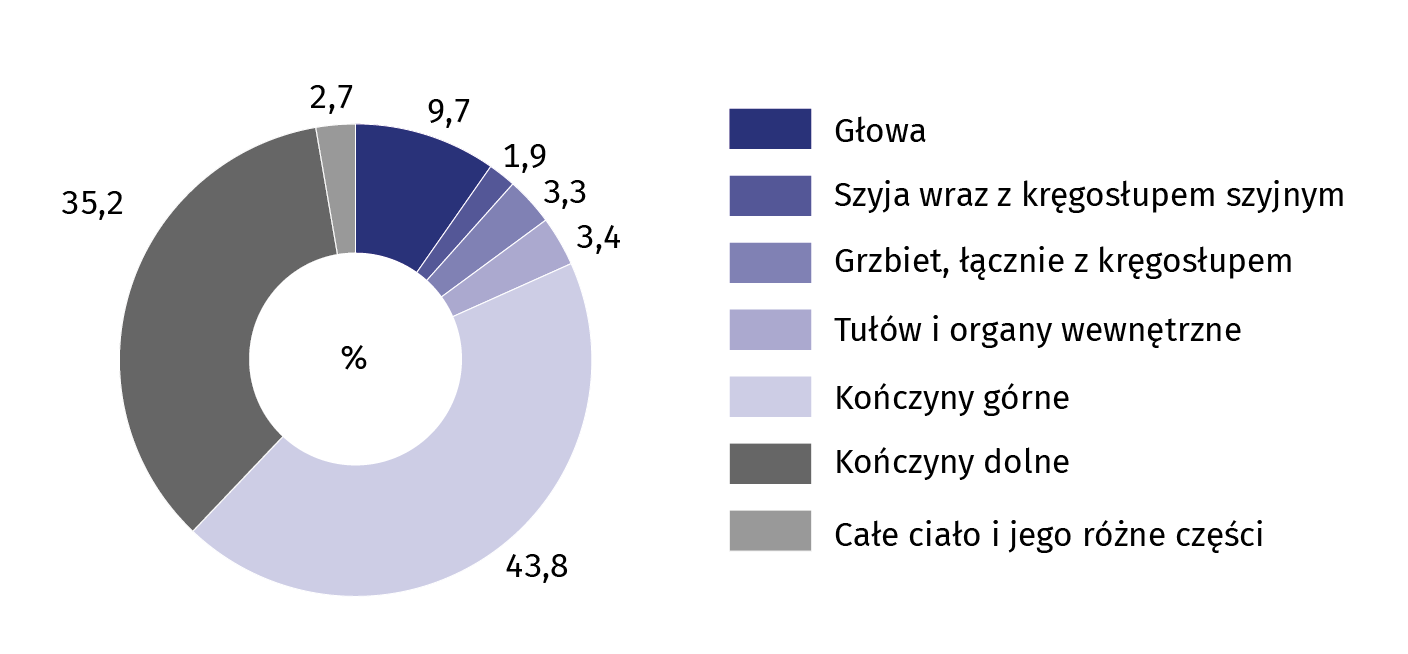 2,7
9,7
1,9
3,3
3,4
35,2
%
43,8
Głowa
Szyja wraz z kręgosłupem szyjnym
Grzbiet, łącznie z kręgosłupem
Tułów i organy wewnętrzne
Kończyny górne
Kończyny dolne
Całe ciało i jego różne części